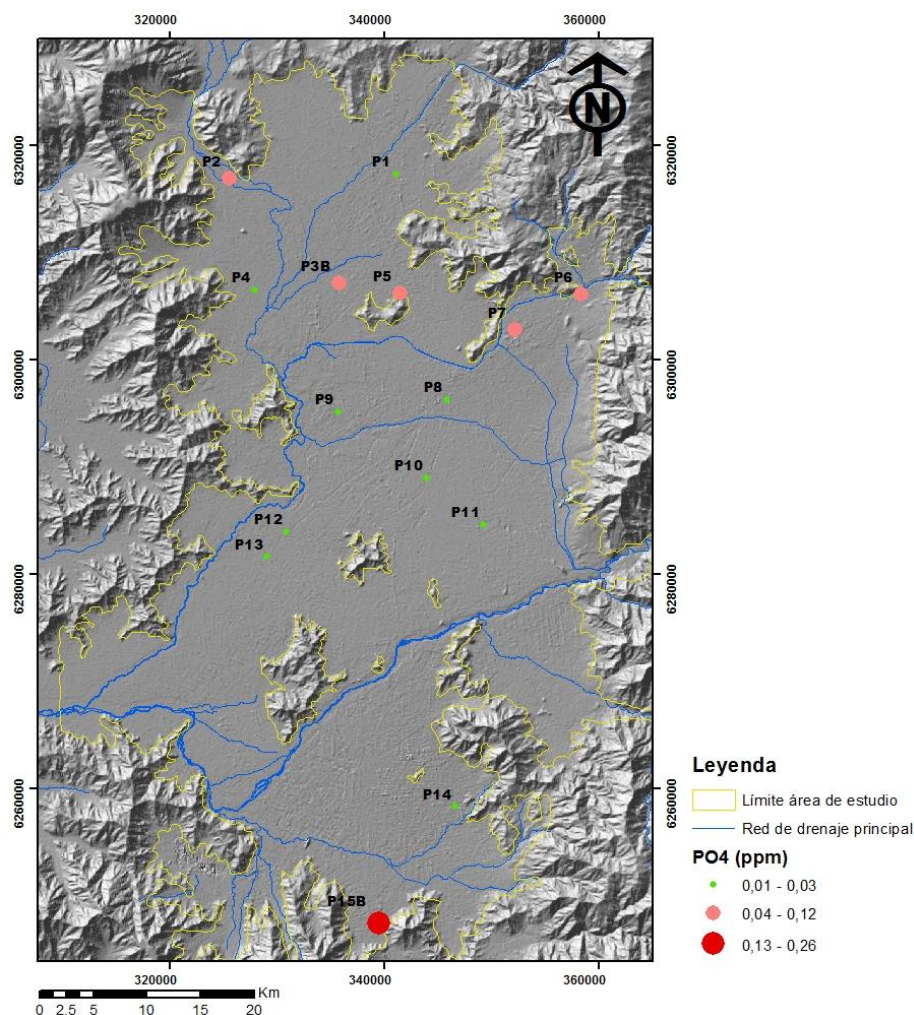 320000 340000 360000
N
6320000 6320000
P2 P1
P3B
P4 P5 P6
P7
6300000 6300000
P9 P8
P10
P11
P12
P13
6280000 6280000
6260000 6260000
P14
P15B
320000 340000 360000
Km
0 2.5 5 10 15 20
Leyenda
Límite área de estudio
Red de drenaje principal
PO4 (ppm)
0,01 - 0,03
0,04 - 0,12
0,13 - 0,26